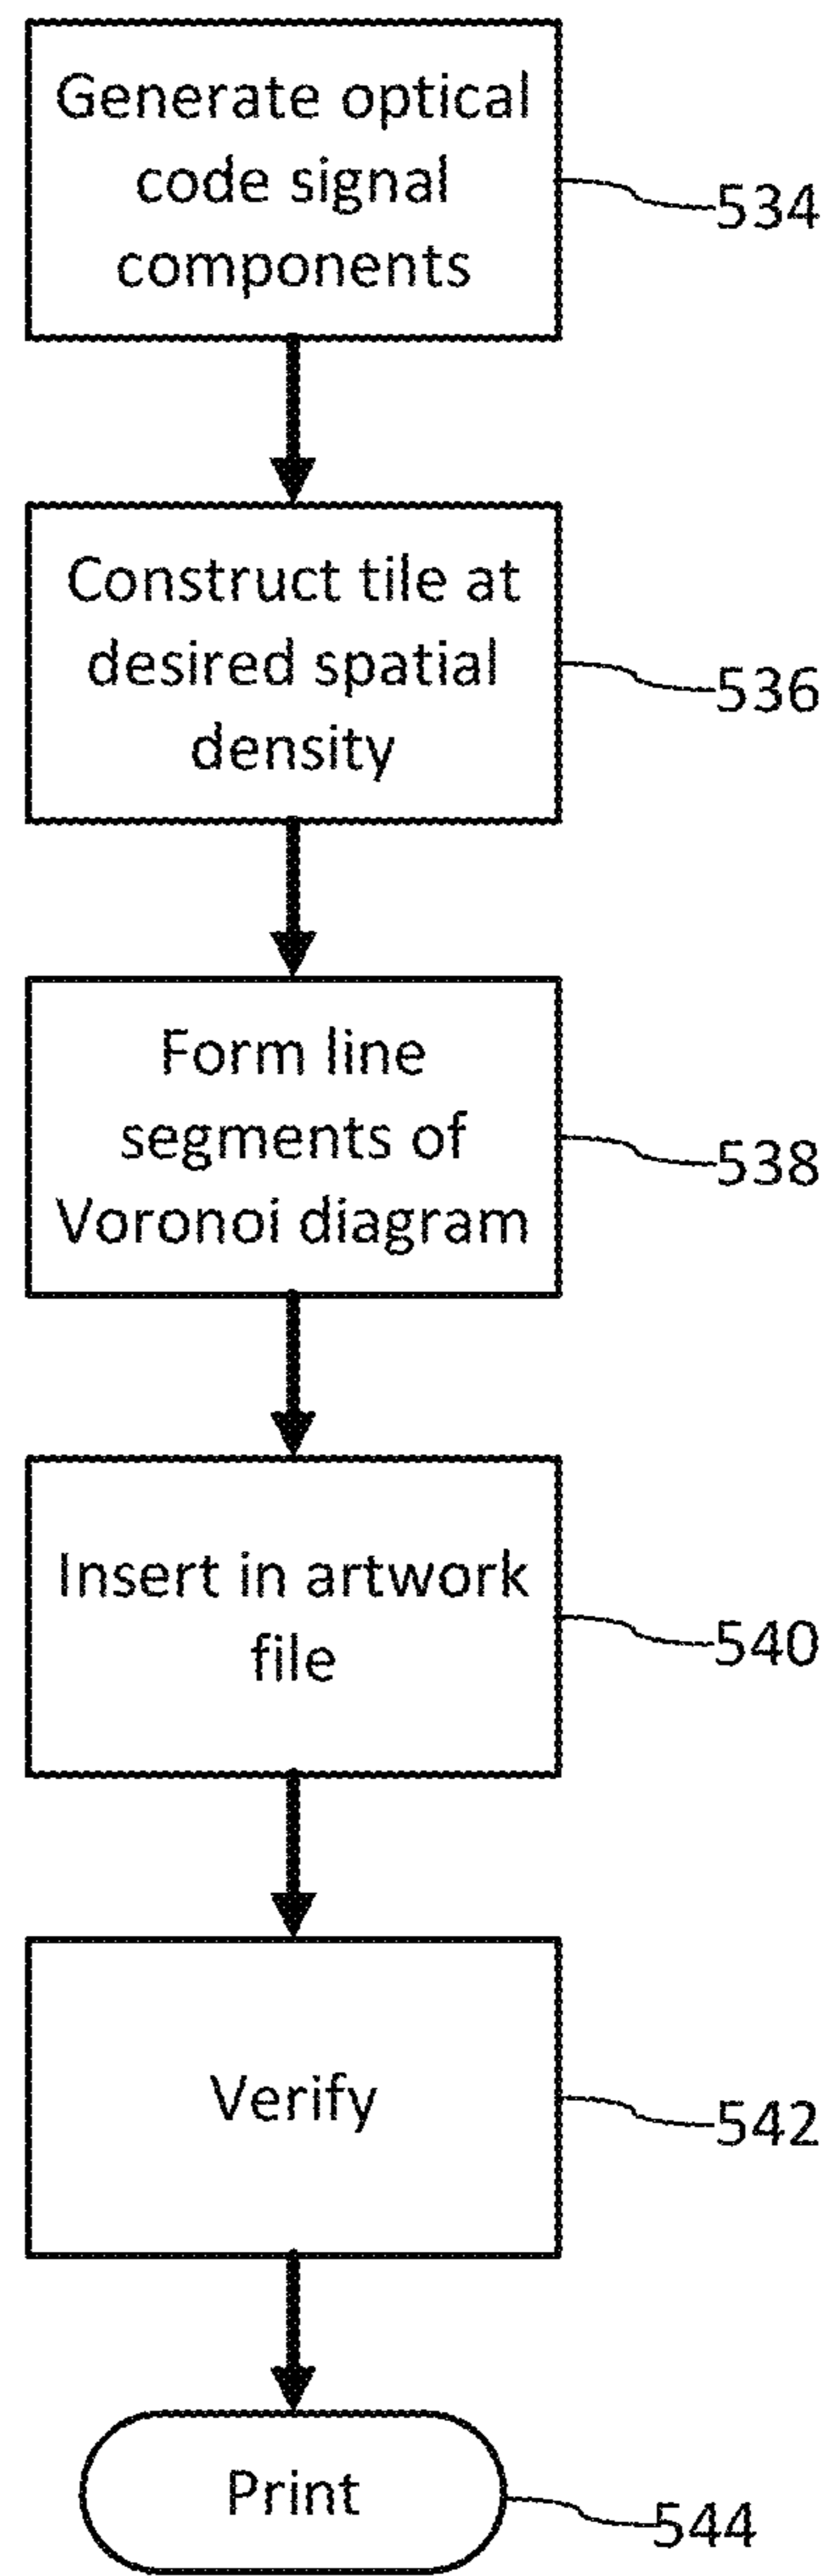 Generate optical
code signal
components
534
Construct tile at
desired spatial
density
536
Form line
segments of
Voronoi diagram
538
Insert in artwork
file
540
Verify
542
Print
544